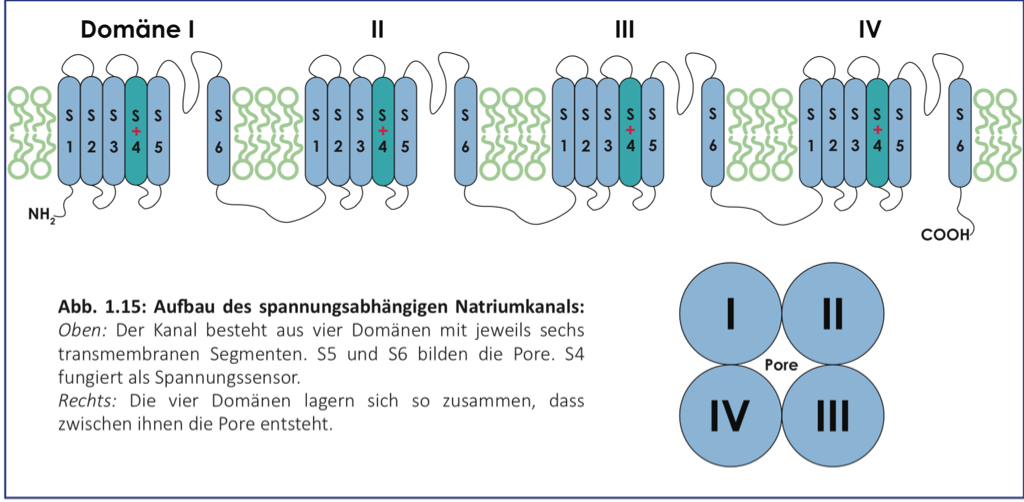 Domäne I II III IV
S 1 S 2 S 3 S + 4 S 5 S 6 S 1 S 2 S 3 S + 4 S 5 S 6 S 1 S 2 S 3 S + 4 S 5 S 6 S 1 S 2 S 3 S + 4 S 5 S 6
NH2
COOH
Abb. 1.15: Aufbau des spannungsabhängigen Natriumkanals:
Oben: Der Kanal besteht aus vier Domänen mit jeweils sechs
transmembranen Segmenten. S5 und S6 bilden die Pore. S4
fungiert als Spannungssensor.
Rechts: Die vier Domänen lagern sich so zusammen, dass
zwischen ihnen die Pore entsteht.
I II
Pore
IV III